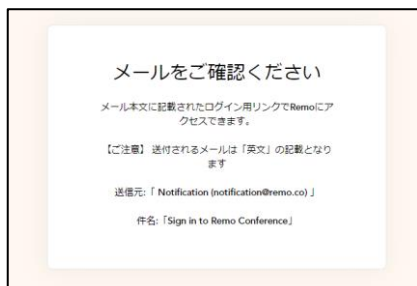 メールをご確認ください
メール本文に記載されたログイン用リンクでRemoにア
クセスできます。
【ご注意】 送付されるメールは「英文」の記載となり
ます
送信元:「 Notification (notification@remo.co) 」
件名:「Sign in to Remo Conference」